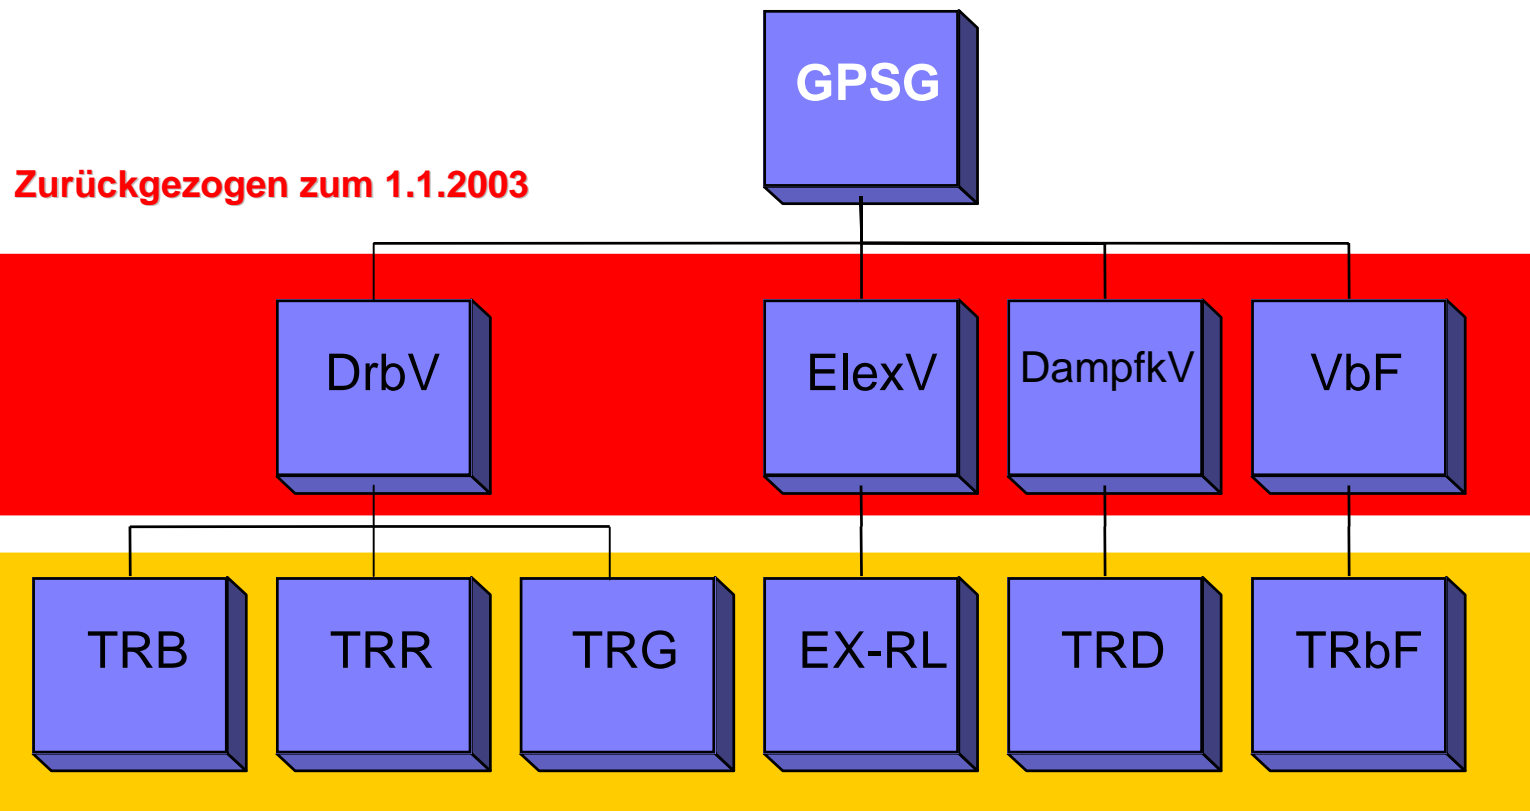 GPSG
Zurückgezogen zum 1.1.2003
DrbV
ElexV
DampfkV
VbF
TRB
TRR
TRG
EX-RL
TRD
TRbF